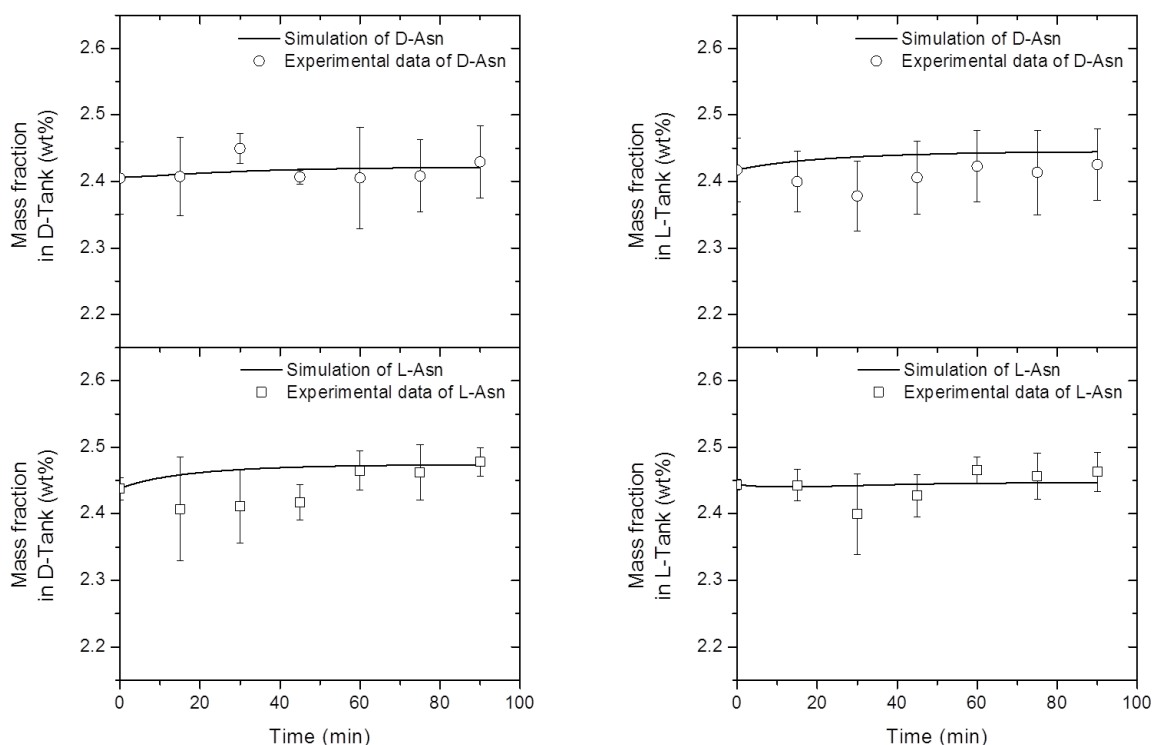 Simulation of D-Asn
Experimental data of D-Asn
2.6
2.5
2.4
2.3
2.2
Mass fraction
in D-Tank (wt%)
Simulation of D-Asn
Experimental data of D-Asn
2.6
2.5
2.4
2.3
2.2
Mass fraction
in L-Tank (wt%)
Simulation of L-Asn
Experimental data of L-Asn
2.6
2.5
2.4
2.3
2.2
Mass fraction
in D-Tank (wt%)
0 20 40 60 80 100
Time (min)
Simulation of L-Asn
Experimental data of L-Asn
2.6
2.5
2.4
2.3
2.2
Mass fraction
in L-Tank (wt%)
0 20 40 60 80 100
Time (min)